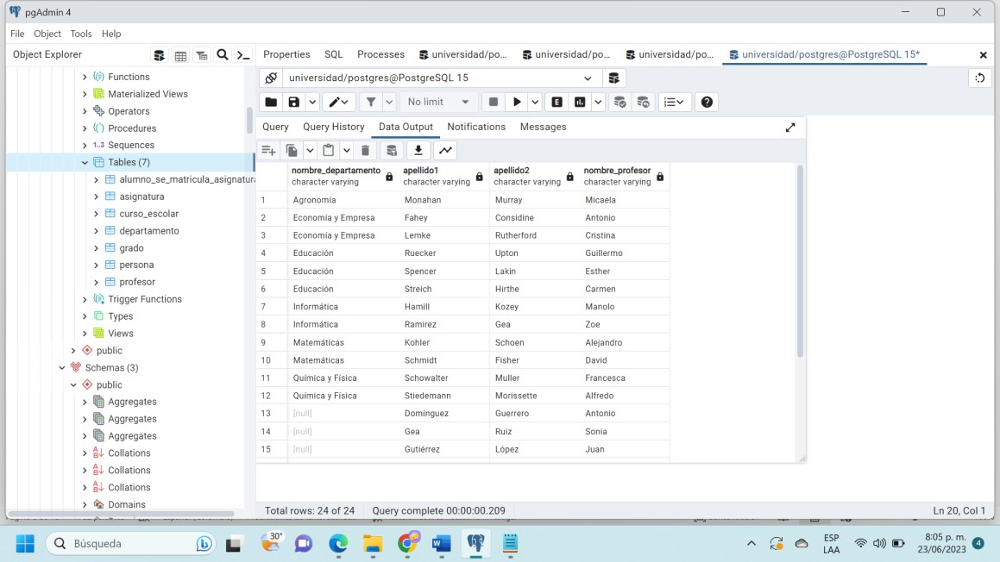 pgAdmin 4
File Object Tools Help
Object Explorer
Properties SQL Processes universidad/po... universidad/po... universidad/po... universidad/postgres@PostgreSQL 15*
universidad/postgres@PostgreSQL 15
No limit
Query Query History Data Output Notifications Messages
Functions
Materialized Views
Operators
Procedures
1..3 Sequences
Tables (7)
alumno_se_matricula_asignatura
asignatura
curso_escolar
departamento
grado
persona
profesor
Trigger Functions
Types
Views
public
Schemas (3)
public
Aggregates
Aggregates
Aggregates
Collations
Collations
Collations
Domains
nombre_departamento apellido1 apellido2 nombre_profesor
character varying character varying character varying character varying
1 Agronomía Monahan Murray Micaela
2 Economía y Empresa Fahey Considine Antonio
3 Economía y Empresa Lemke Rutherford Cristina
4 Educación Ruecker Upton Guillermo
5 Educación Spencer Lakin Esther
6 Educación Streich Hirthe Carmen
7 Informática Hamill Kozey Manolo
8 Informática Ramirez Gea Zoe
9 Matemáticas Kohler Schoen Alejandro
10 Matemáticas Schmidt Fisher David
11 Química y Física Schowalter Muller Francesca
12 Química y Física Stiedemann Morissette Alfredo
13 [null] Domínguez Guerrero Antonio
14 [null] Gea Ruiz Sonia
15 [null] Gutiérrez López Juan
Total rows: 24 of 24 Query complete 00:00:00.209 Ln 20, Col 1
Búsqueda
30°
ESP
LAA
8:05 p. m.
23/06/2023
4